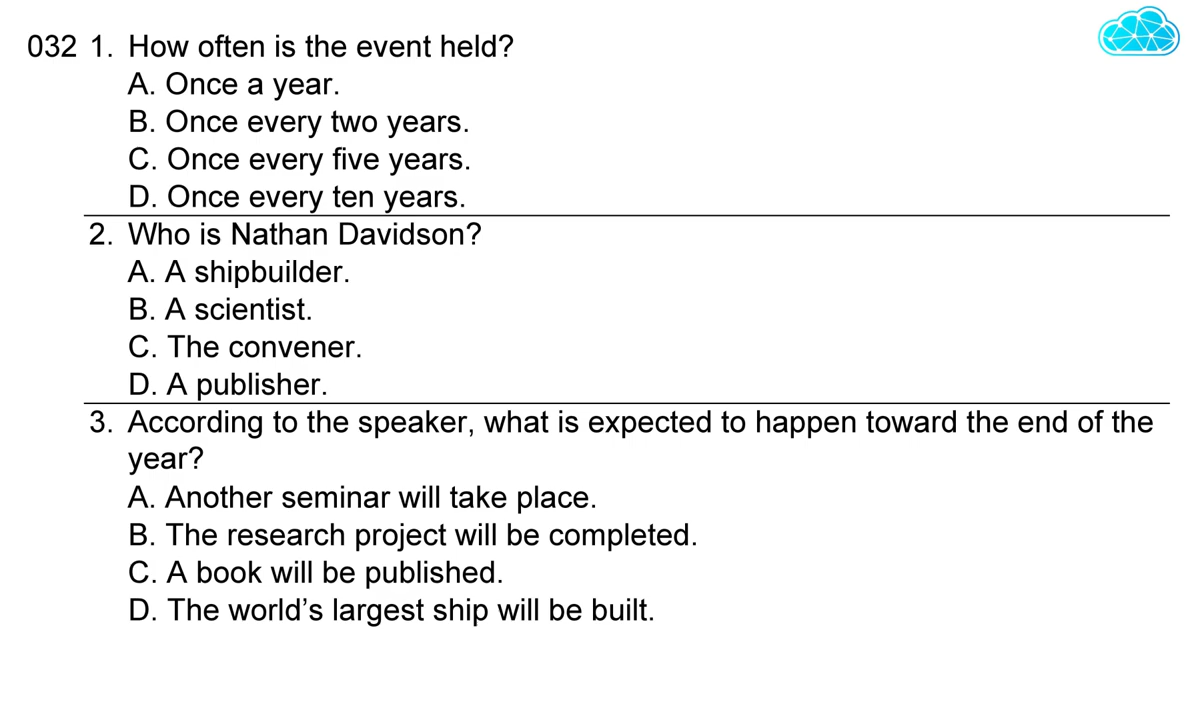 032 1. How often is the event held?
A. Once a year.
B. Once every two years.
C. Once every five years.
D. Once every ten years.
2. Who is Nathan Davidson?
A. A shipbuilder.
B. A scientist.
C. The convener.
D. A publisher.
3. According to the speaker, what is expected to happen toward the end of the
year?
A. Another seminar will take place.
B. The research project will be completed.
C. A book will be published.
D. The world’s largest ship will be built.